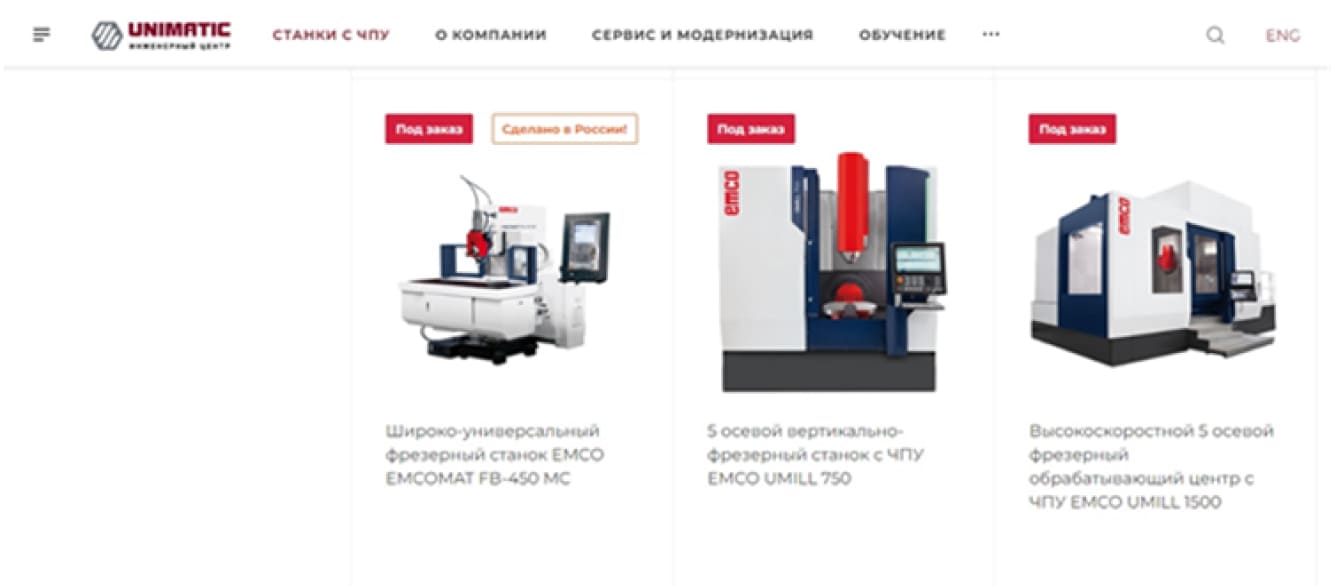 UNIMATIC
ИНЖЕНЕРНЫЙ ЦЕНТР
СТАНКИ С ЧПУ
О КОМПАНИИ
СЕРВИС И МОДЕРНИЗАЦИЯ
ОБУЧЕНИЕ
...
ENG
Под заказ
Сделано в России!
Под заказ
Под заказ
emco
emco
emco
Широко-универсальный
фрезерный станок EMCO
EMCOMAT FB-450 MC
5 осевой вертикально-
фрезерный станок с ЧПУ
EMCO UMILL 750
Высокоскоростной 5 осевой
фрезерный
обрабатывающий центр с
ЧПУ EMCO UMILL 1500